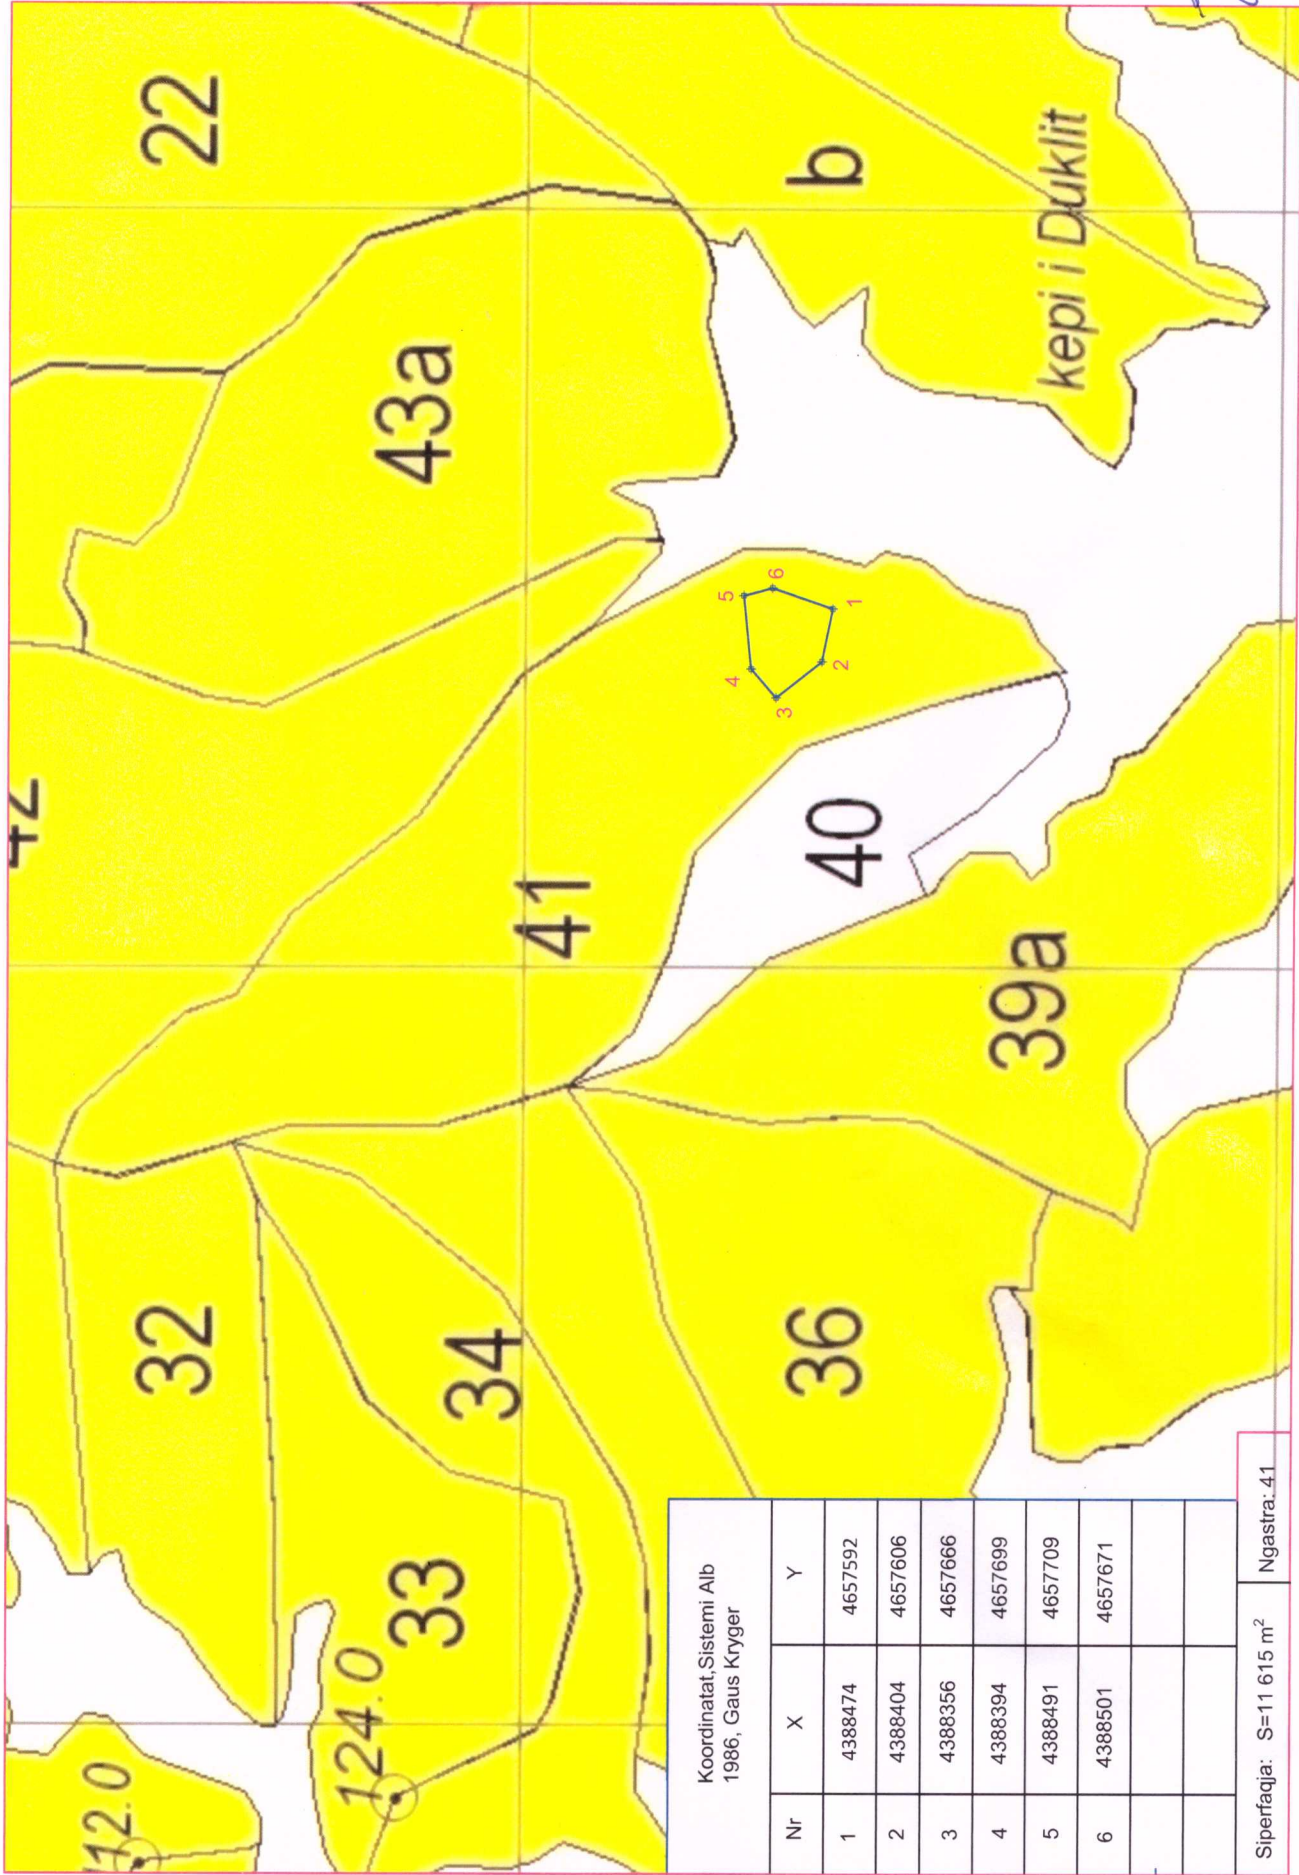 112.0
124.0
33
32
34
36
42
41
40
39a
43a
22
b
kepi i Duklit
1
2
3
4
5
6
Koordinatat,Sistemi Alb
1986, Gaus Kryger
Nr X Y
1 4388474 4657592
2 4388404 4657606
3 4388356 4657666
4 4388394 4657699
5 4388491 4657709
6 4388501 4657671
Siperfaqja: S=11 615 m² Ngastra: 41